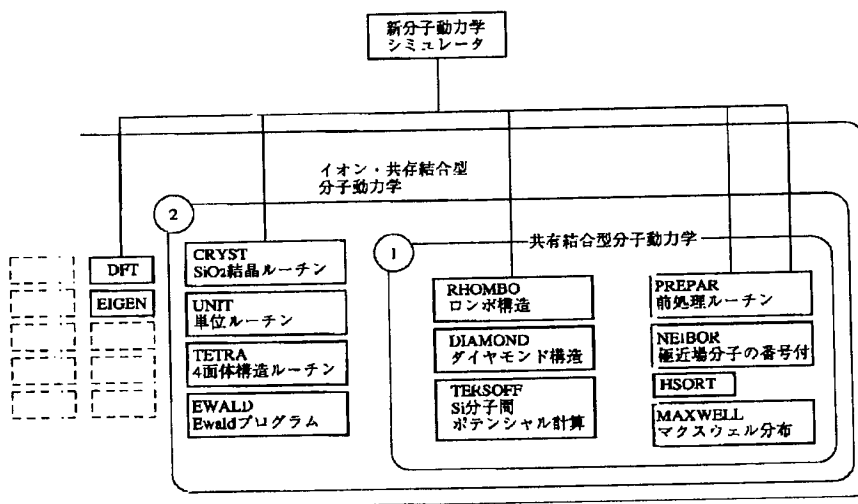 新分子動力学
シミュレータ
イオン・共存結合型
分子動力学
2
1
共有結合型分子動力学
DFT
EIGEN
CRYST
SiO2結晶ルーチン
UNIT
単位ルーチン
TETRA
4面体構造ルーチン
EWALD
Ewaldプログラム
RHOMBO
ロンボ構造
DIAMOND
ダイヤモンド構造
TERSOFF
Si分子間
ポテンシャル計算
PREPAR
前処理ルーチン
NEIBOR
極近場分子の番号付
HSORT
MAXWELL
マクスウェル分布